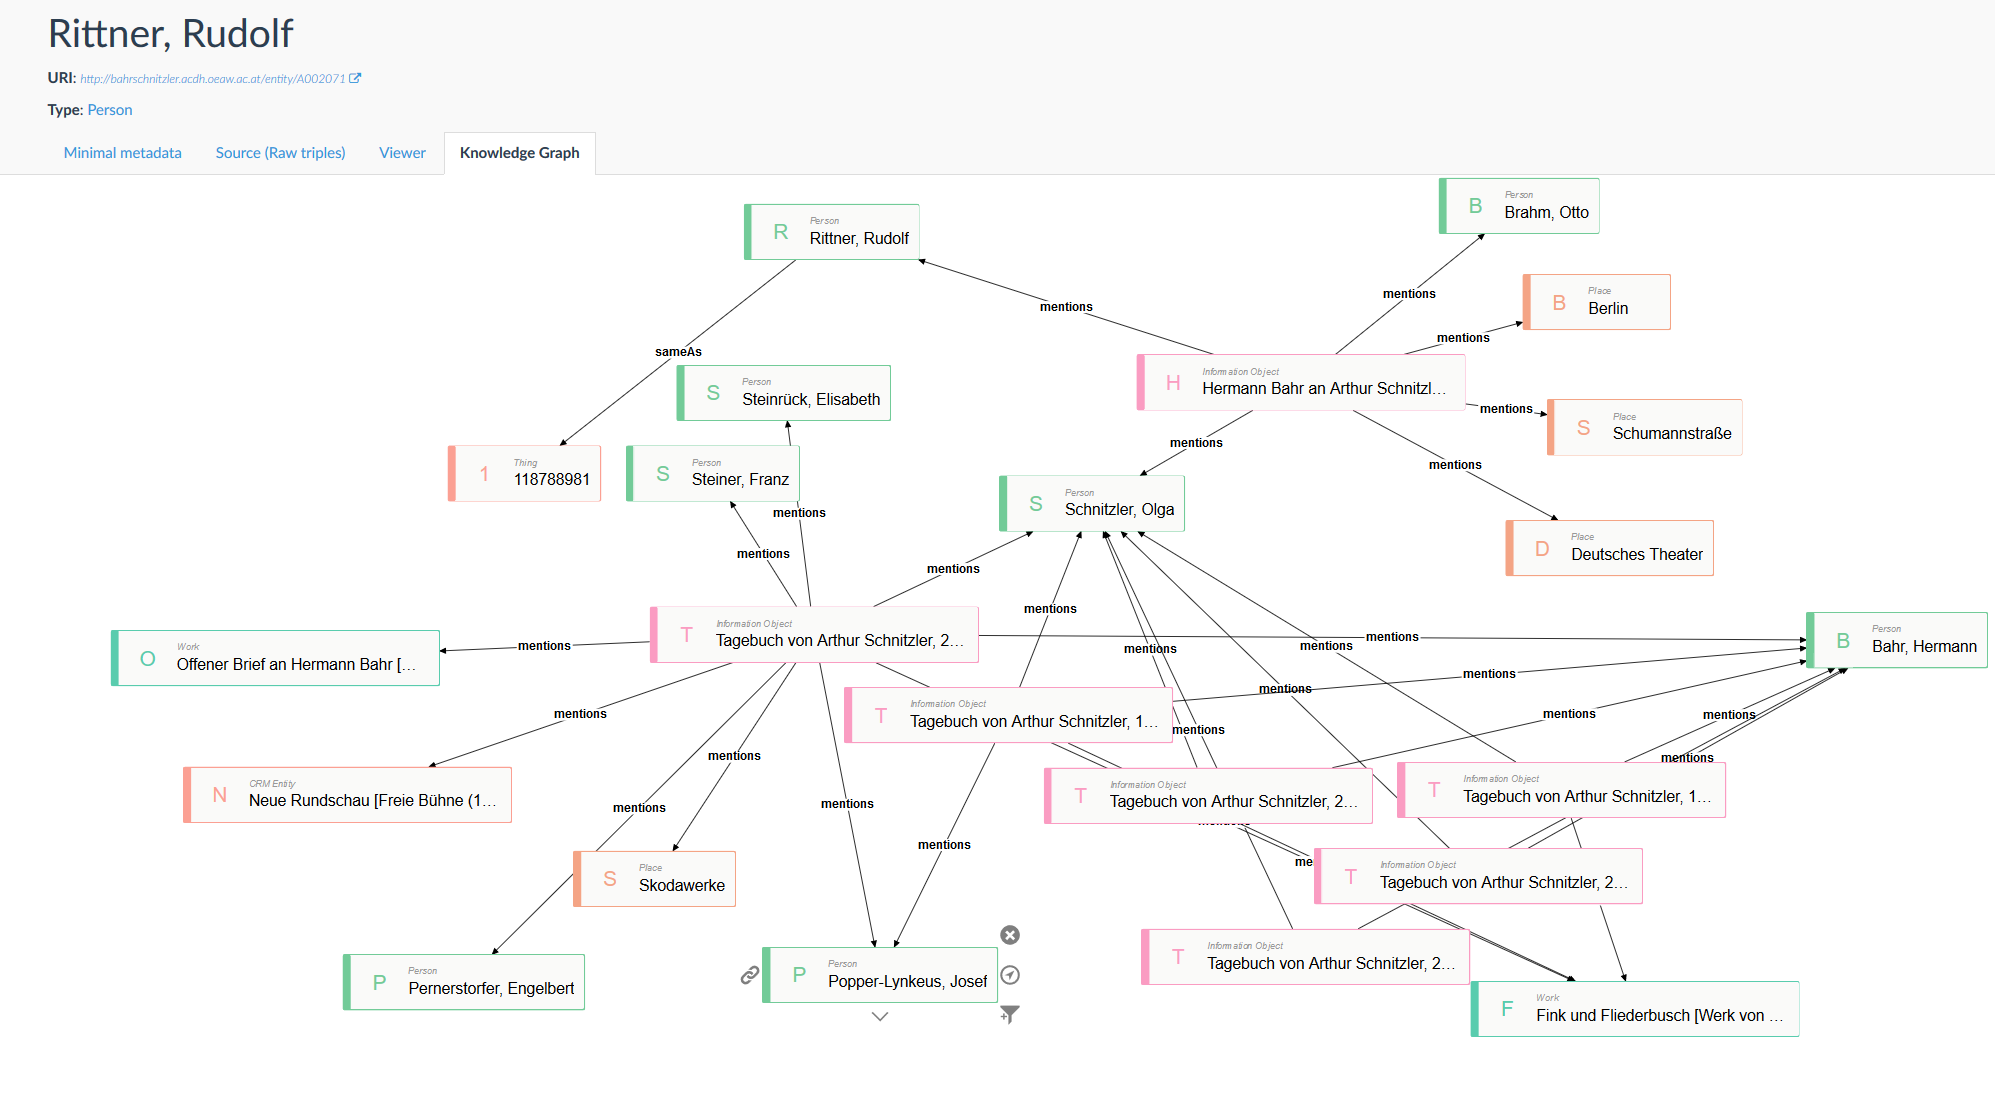 Rittner, Rudolf
URI: http://bahrschnitzler.acdh.oeaw.ac.at/entity/A002071
Type: Person
Minimal metadata Source (Raw triples) Viewer Knowledge Graph
Person
B Brahm, Otto
Person
R Rittner, Rudolf
mentions
mentions
Place
B Berlin
mentions
sameAs
Information Object
H Hermann Bahr an Arthur Schnitzl...
Person
S Steinrück, Elisabeth
mentions
Place
S Schumannstraße
mentions
mentions
Thing
1 118788981
Person
S Steiner, Franz
Person
S Schnitzler, Olga
mentions
Place
D Deutsches Theater
mentions
mentions
mentions
Information Object
T Tagebuch von Arthur Schnitzler, 2...
mentions
Person
B Bahr, Hermann
Work
O Offener Brief an Hermann Bahr [...
mentions
mentions
mentions
mentions
mentions
Information Object
T Tagebuch von Arthur Schnitzler, 1...
mentions
mentions
mentions
mentions
mentions
mentions
CRM Entity
N Neue Rundschau [Freie Bühne (1...
Information Object
T Tagebuch von Arthur Schnitzler, 2...
Information Object
T Tagebuch von Arthur Schnitzler, 1...
mentions
mentions
mentions
mentions
me
Place
S Skodawerke
Information Object
T Tagebuch von Arthur Schnitzler, 2...
Information Object
T Tagebuch von Arthur Schnitzler, 2...
Person
P Pernerstorfer, Engelbert
Person
P Popper-Lynkeus, Josef
Work
F Fink und Fliederbusch [Werk von ...